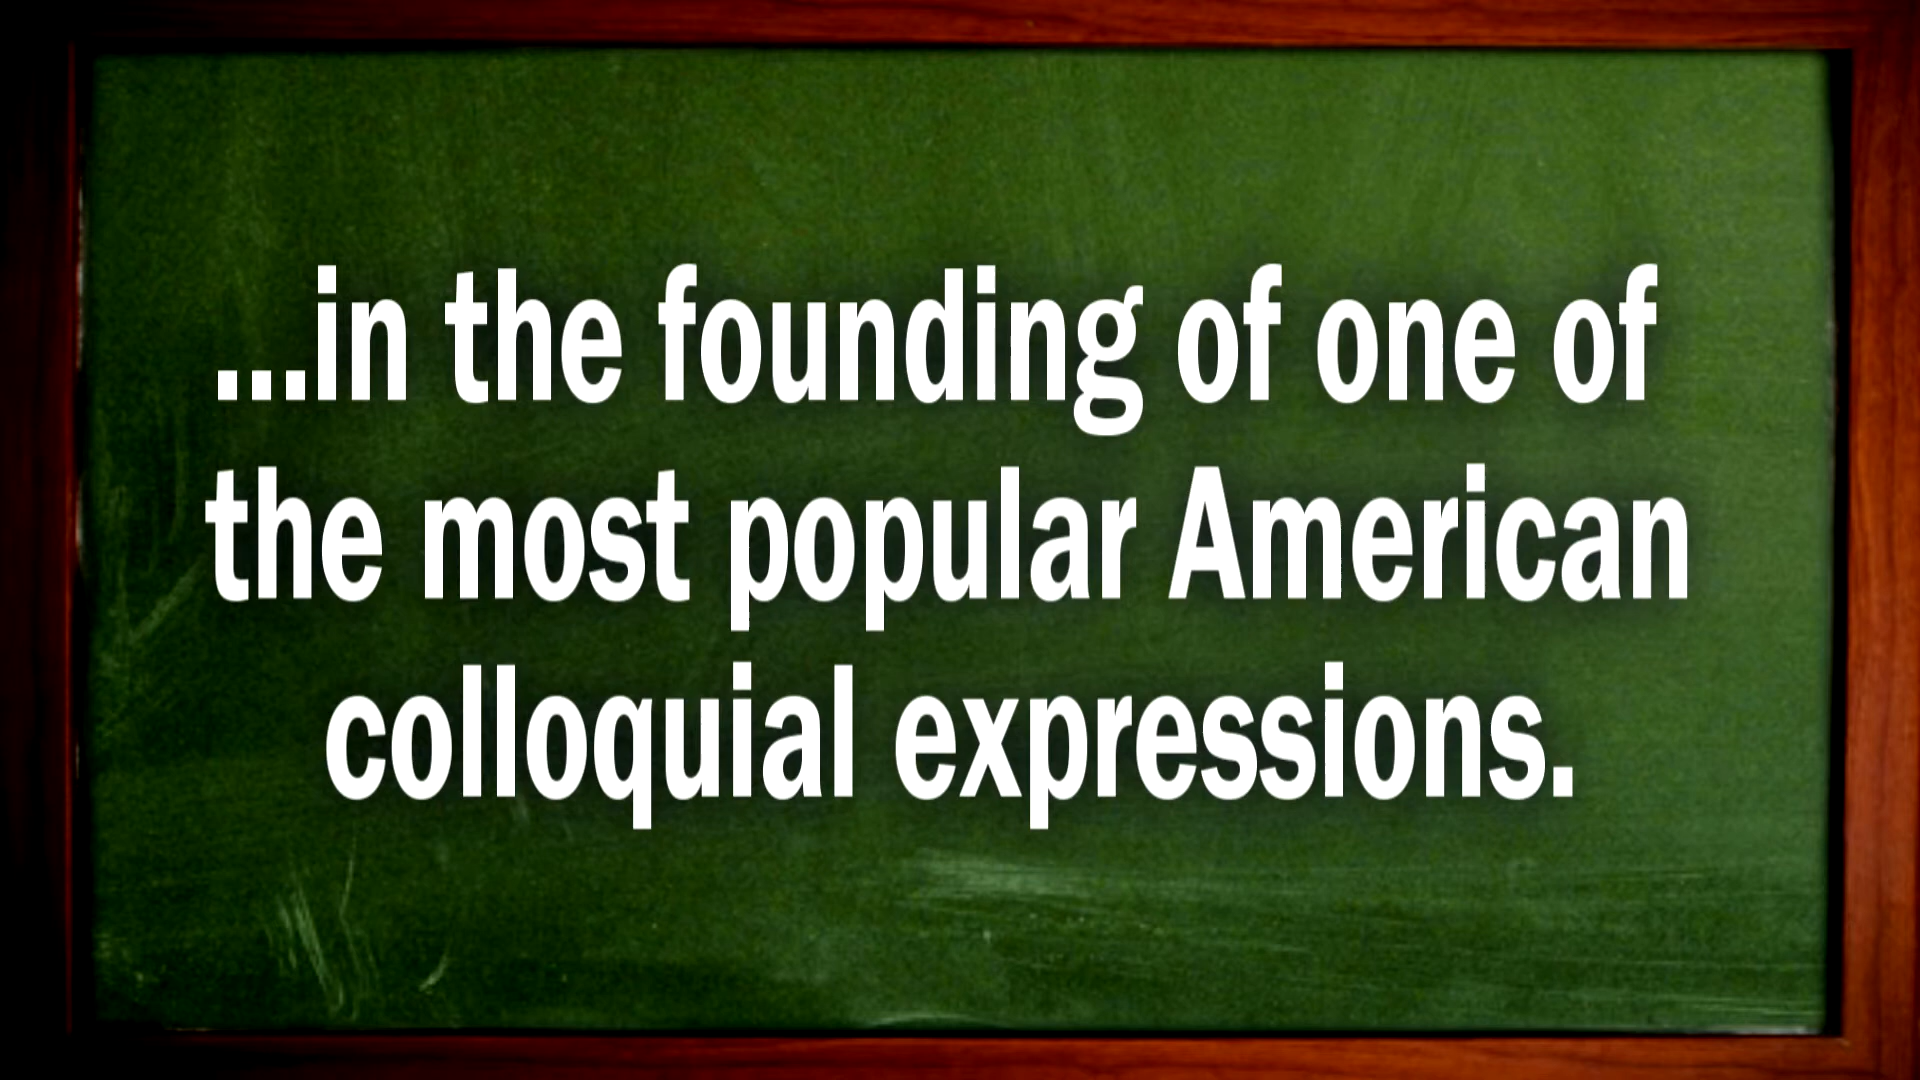 ...in the founding of one of
the most popular American
colloquial expressions.